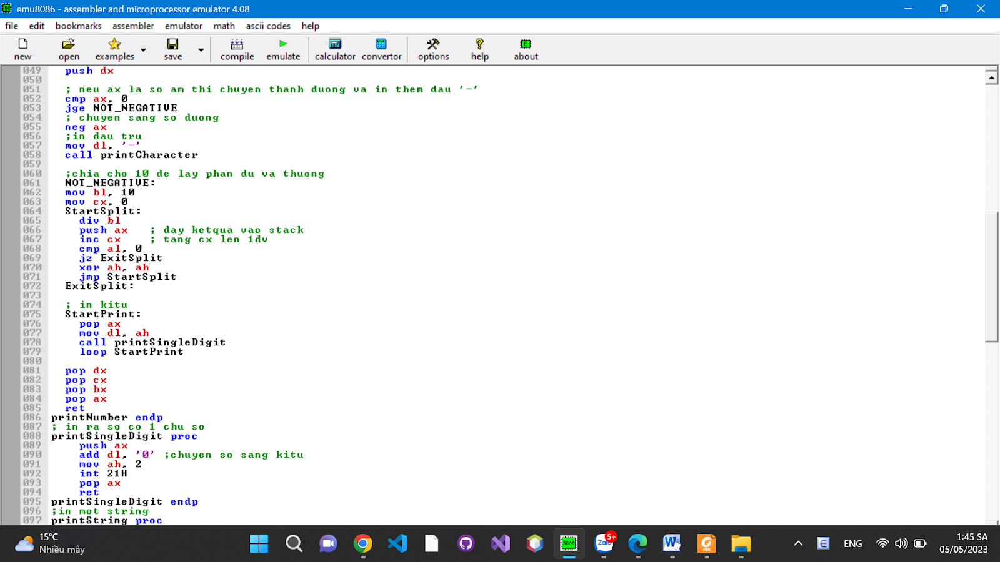 emu8086 - assembler and microprocessor emulator 4.08
file edit bookmarks assembler emulator math ascii codes help
new open examples save compile emulate calculator convertor options help about
049 push dx
050
051 ; neu ax la so am thi chuyen thanh duong va in them dau '-'
052 cmp ax, 0
053 jge NOT_NEGATIVE
054 ; chuyen sang so duong
055 neg ax
056 ;in dau tru
057 mov dl, '-'
058 call printCharacter
059
060 ;chia cho 10 de lay phan du va thuong
061 NOT_NEGATIVE:
062 mov bl, 10
063 mov cx, 0
064 StartSplit:
065 div bl
066 push ax ; day ketqua vao stack
067 inc cx ; tang cx len 1dv
068 cmp al, 0
069 jz ExitSplit
070 xor ah, ah
071 jmp StartSplit
072 ExitSplit:
073
074 ; in kitu
075 StartPrint:
076 pop ax
077 mov dl, ah
078 call printSingleDigit
079 loop StartPrint
080
081 pop dx
082 pop cx
083 pop bx
084 pop ax
085 ret
086 printNumber endp
087 ; in ra so co 1 chu so
088 printSingleDigit proc
089 push ax
090 add dl, '0' ;chuyen so sang kitu
091 mov ah, 2
092 int 21H
093 pop ax
094 ret
095 printSingleDigit endp
096 ;in mot string
097 printString proc
15°C
Nhiều mây
8086
Zalo
5+
W
PDF
E
ENG
1:45 SA
05/05/2023